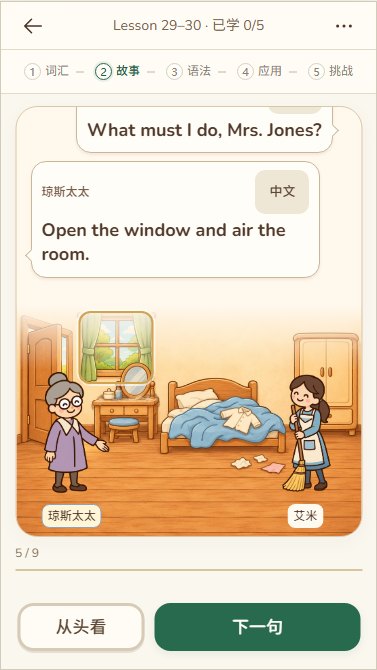 Lesson 29–30 · 已学 0/5
1 词汇 2 故事 3 语法 4 应用 5 挑战
What must I do, Mrs. Jones?
琼斯太太
中文
Open the window and air the
room.
琼斯太太
艾米
5 / 9
从头看
下一句